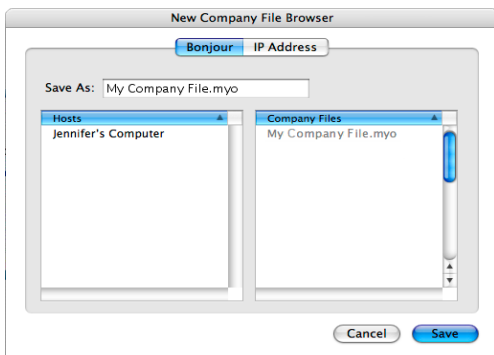 New Company File Browser
Bonjour IP Address
Save As: My Company File.myo
Hosts Company Files
Jennifer's Computer My Company File.myo
Cancel Save